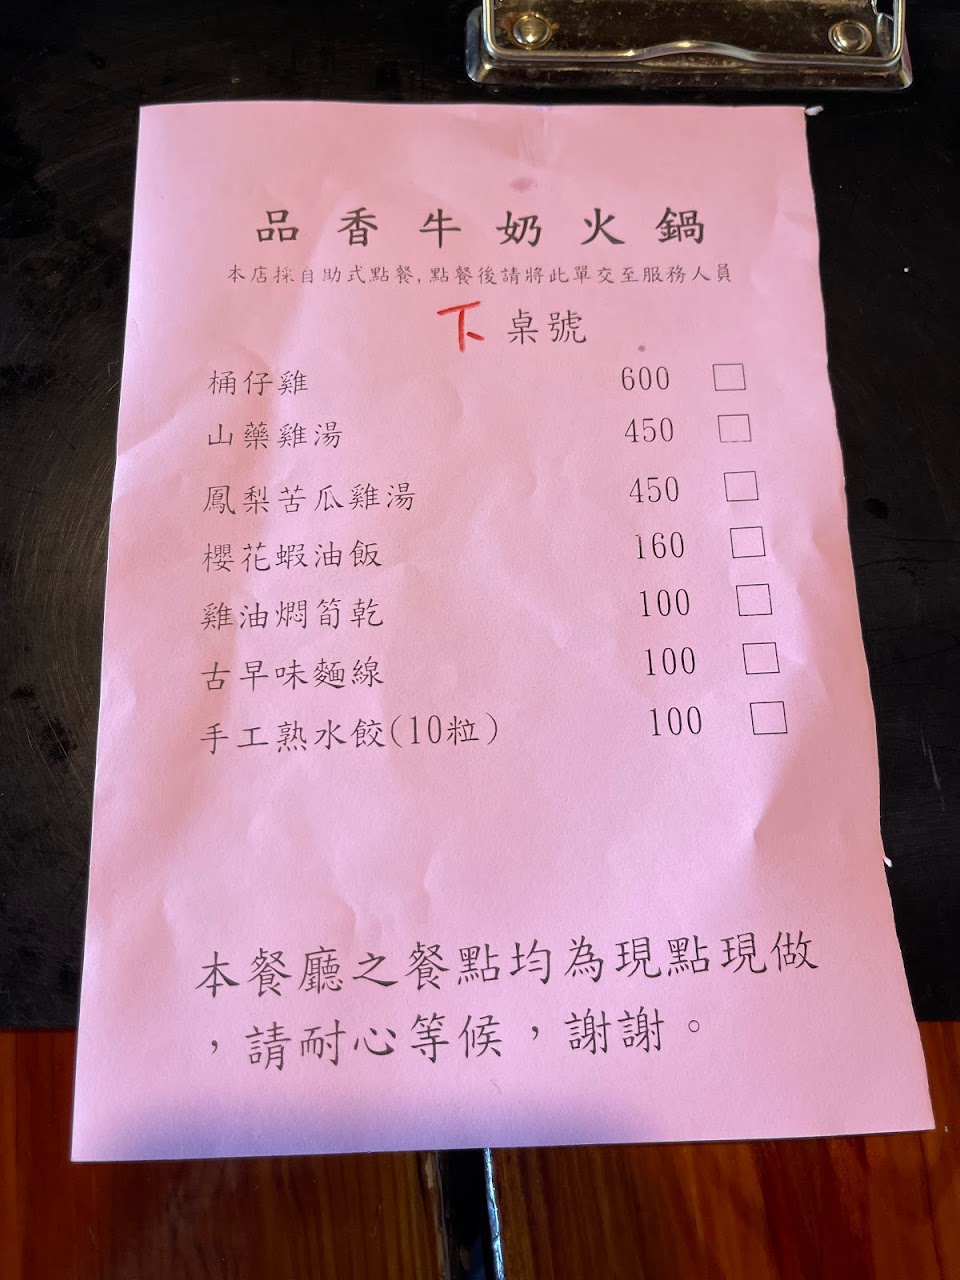 品香牛奶火鍋
本店採自助式點餐,點餐後請將此單交至服務人員
下 桌號
桶仔雞 600 □
山藥雞湯 450 □
鳳梨苦瓜雞湯 450 □
櫻花蝦油飯 160 □
雞油燜筍乾 100 □
古早味麵線 100 □
手工熟水餃(10粒) 100 □
本餐廳之餐點均為現點現做
，請耐心等候，謝謝。